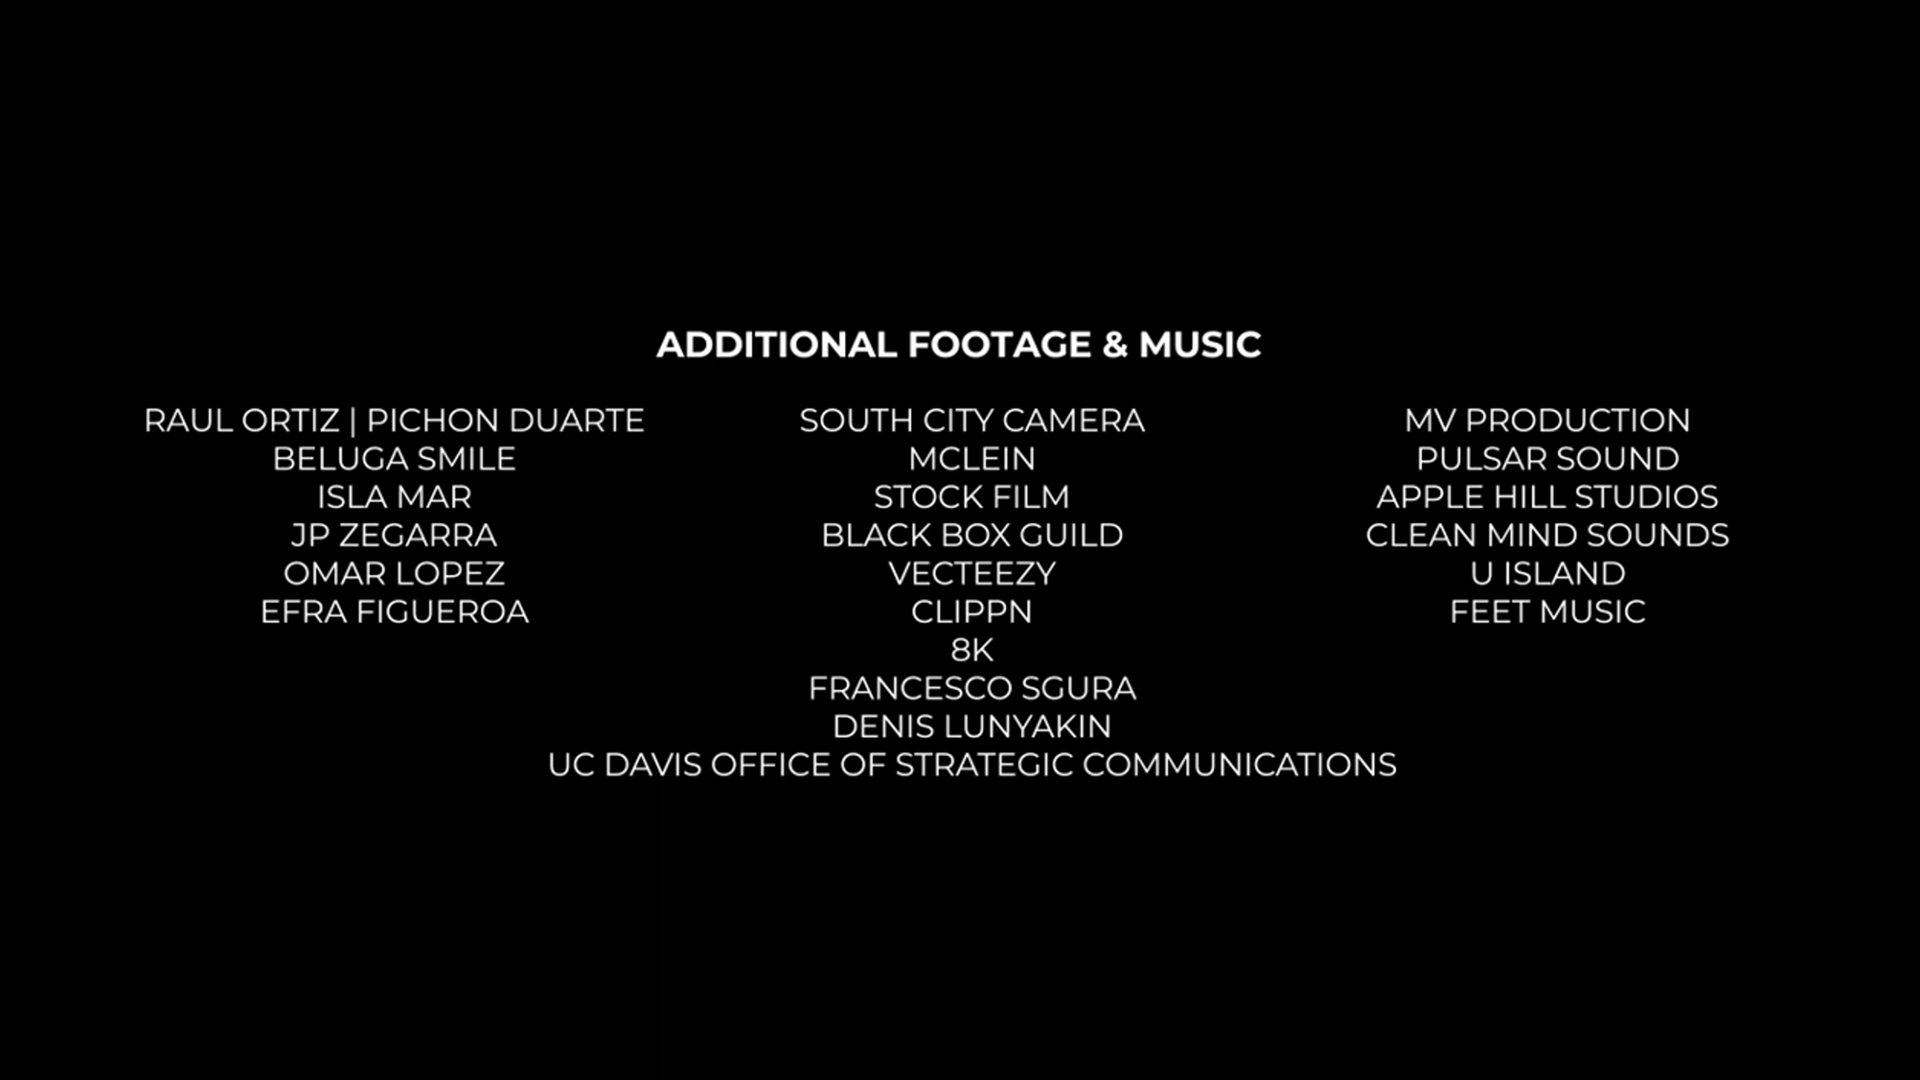 ADDITIONAL FOOTAGE & MUSIC
RAUL ORTIZ | PICHON DUARTE
BELUGA SMILE
ISLA MAR
JP ZEGARRA
OMAR LOPEZ
EFRA FIGUEROA
SOUTH CITY CAMERA
MCLEIN
STOCK FILM
BLACK BOX GUILD
VECTEEZY
CLIPPN
8K
FRANCESCO SGURA
DENIS LUNYAKIN
UC DAVIS OFFICE OF STRATEGIC COMMUNICATIONS
MV PRODUCTION
PULSAR SOUND
APPLE HILL STUDIOS
CLEAN MIND SOUNDS
U ISLAND
FEET MUSIC